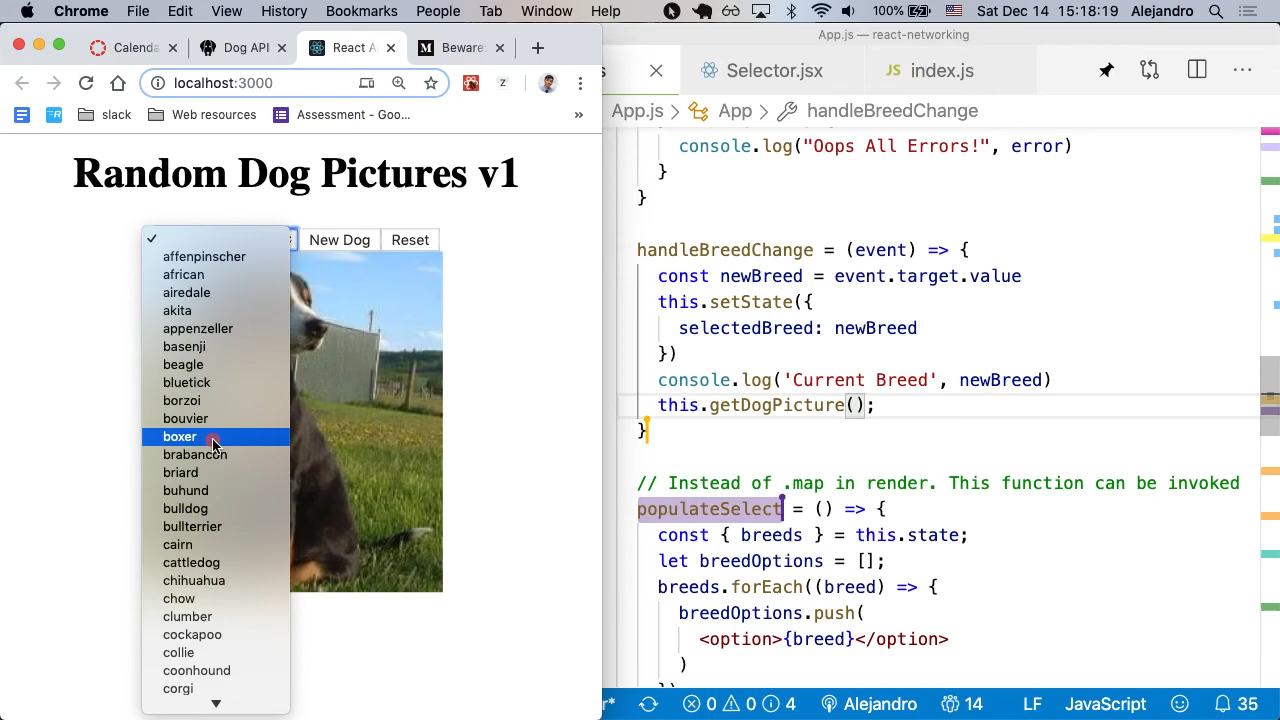 Chrome File Edit View History Bookmarks People Tab Window Help 100% Sat Dec 14 15:18:19 Alejandro
Calenda Dog API React A Beware:
localhost:3000
slack Web resources Assessment - Goo... »
Random Dog Pictures v1
New Dog Reset
affenpinscher
african
airedale
akita
appenzeller
basenji
beagle
bluetick
borzoi
bouvier
boxer
brabancon
briard
buhund
bulldog
bullterrier
cairn
cattledog
chihuahua
chow
clumber
cockapoo
collie
coonhound
corgi
App.js — react-networking
s Selector.jsx JS index.js
App.js > App > handleBreedChange
console.log("Oops All Errors!", error)
}
}
handleBreedChange = (event) => {
const newBreed = event.target.value
this.setState({
selectedBreed: newBreed
})
console.log('Current Breed', newBreed)
this.getDogPicture();
}
// Instead of .map in render. This function can be invoked
populateSelect = () => {
const { breeds } = this.state;
let breedOptions = [];
breeds.forEach((breed) => {
breedOptions.push(
<option>{breed}</option>
)
r* 0 0 4 Alejandro 14 LF JavaScript 35